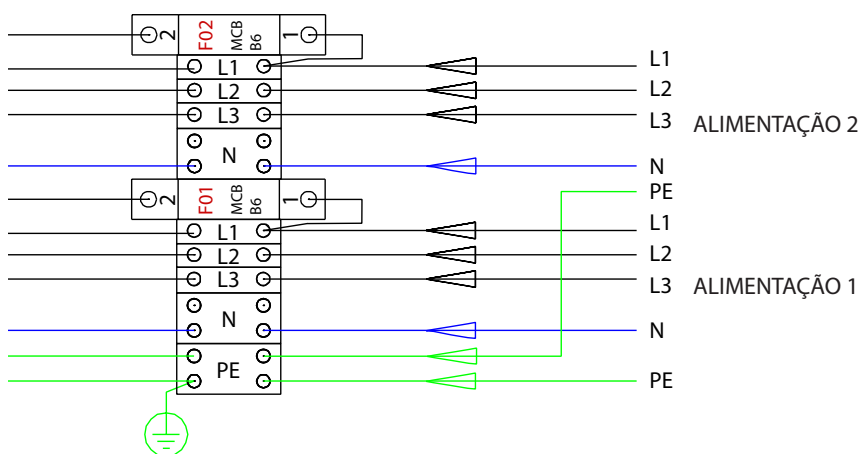 2 F02 MCB B6 1
L1 L1
L2 L2
L3 L3 ALIMENTAÇÃO 2
N N
PE
2 F01 MCB B6 1
L1 L1
L2 L2
L3 L3 ALIMENTAÇÃO 1
N N
PE PE